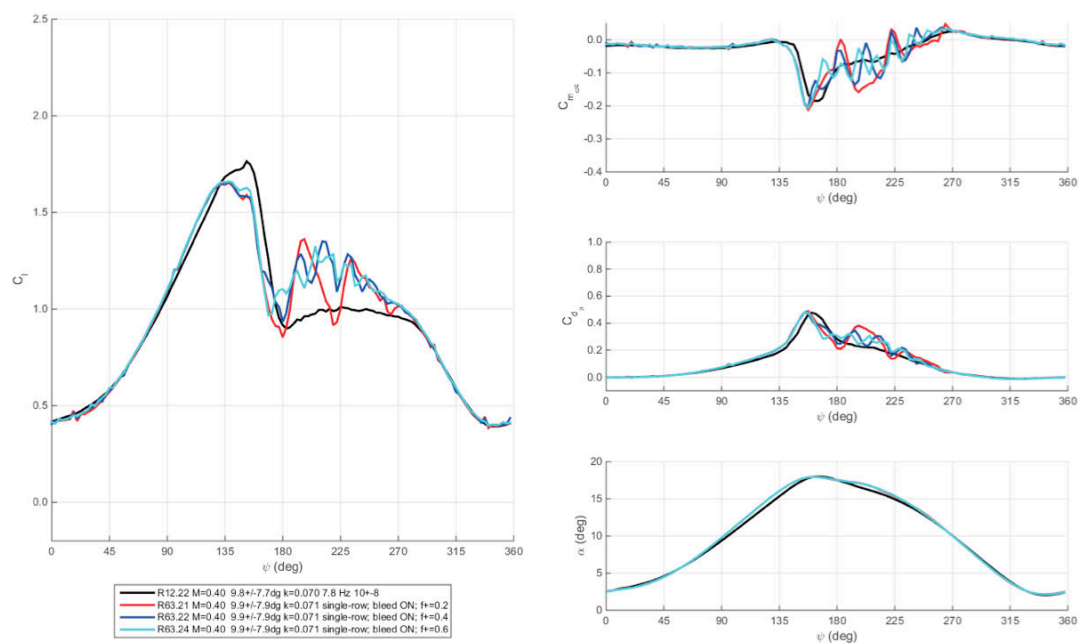 2.5
2.0
1.5
1.0
0.5
0.0
C_l
0 45 90 135 180 225 270 315 360
ψ (deg)
R12.22 M=0.40 9.8+/-7.7dg k=0.070 7.8 Hz 10+-8
R63.21 M=0.40 9.9+/-7.9dg k=0.071 single-row; bleed ON; f+=0.2
R63.22 M=0.40 9.9+/-7.9dg k=0.071 single-row; bleed ON; f+=0.4
R63.24 M=0.40 9.9+/-7.9dg k=0.071 single-row; bleed ON; f+=0.6
0.0
-0.1
-0.2
-0.3
-0.4
C_m
0 45 90 135 180 225 270 315 360
ψ (deg)
1.0
0.8
0.6
0.4
0.2
0.0
C_d_p
0 45 90 135 180 225 270 315 360
ψ (deg)
20
15
10
5
0
α (deg)
0 45 90 135 180 225 270 315 360
ψ (deg)